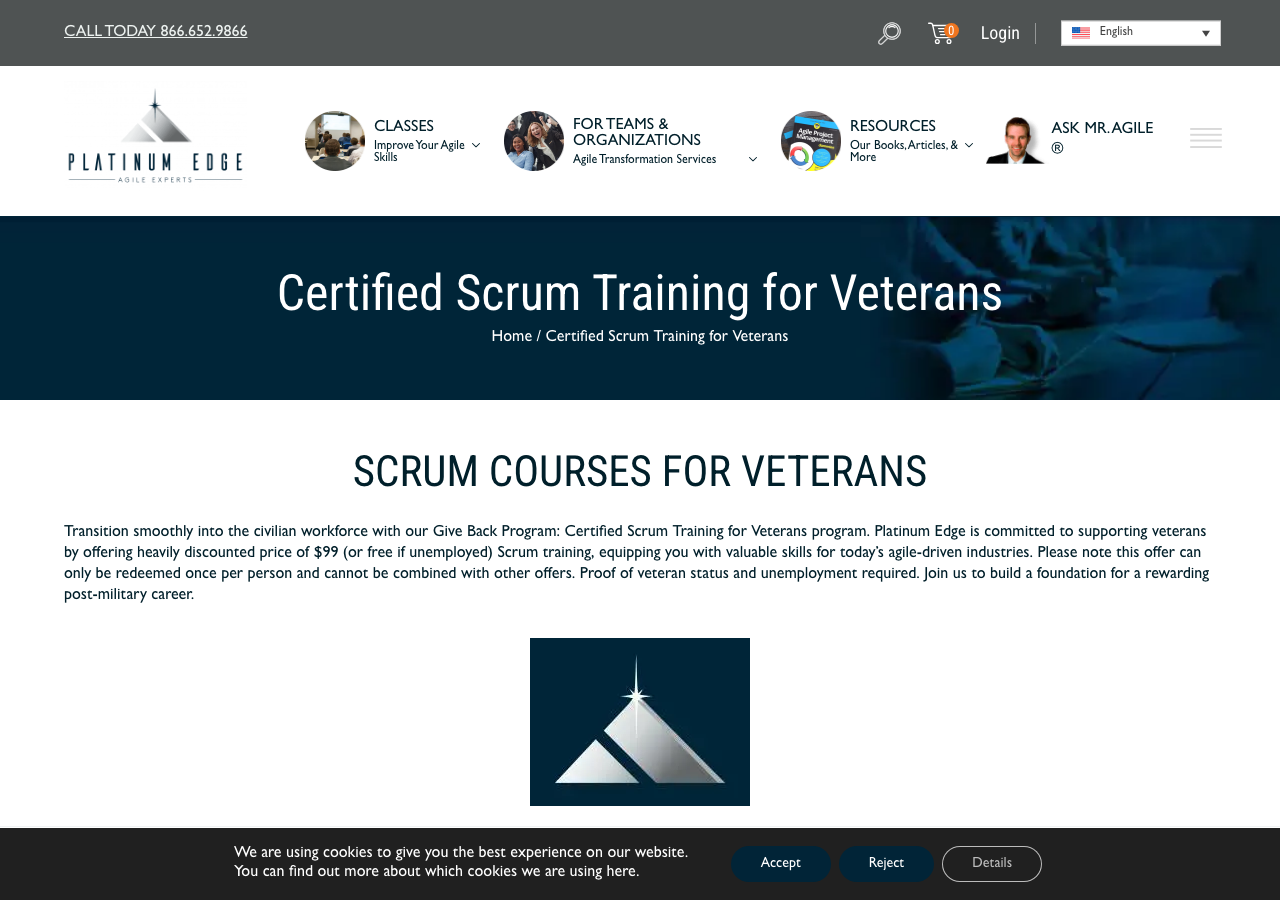 CALL TODAY 866.652.9866
0
Login
English
PLATINUM EDGE
AGILE EXPERTS
CLASSES
Improve Your Agile
Skills
FOR TEAMS &
ORGANIZATIONS
Agile Transformation Services
Agile Project
Management
RESOURCES
Our Books, Articles, &
More
ASK MR. AGILE
®
Certified Scrum Training for Veterans
Home / Certified Scrum Training for Veterans
SCRUM COURSES FOR VETERANS
Transition smoothly into the civilian workforce with our Give Back Program: Certified Scrum Training for Veterans program. Platinum Edge is committed to supporting veterans
by offering heavily discounted price of $99 (or free if unemployed) Scrum training, equipping you with valuable skills for today's agile-driven industries. Please note this offer can
only be redeemed once per person and cannot be combined with other offers. Proof of veteran status and unemployment required. Join us to build a foundation for a rewarding
post-military career.
We are using cookies to give you the best experience on our website.
You can find out more about which cookies we are using here.
Accept
Reject
Details